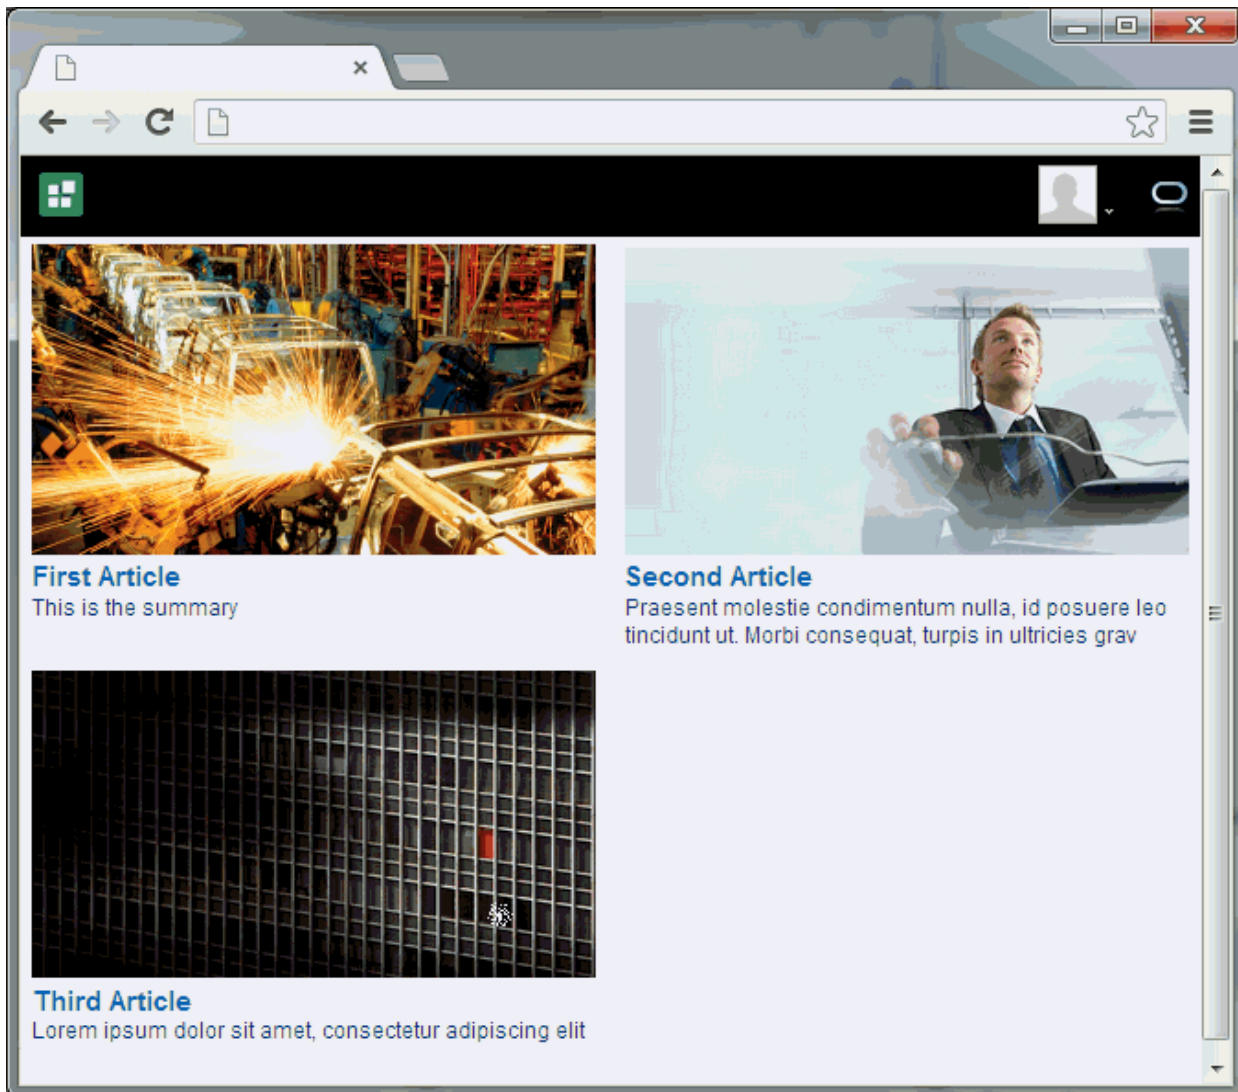 First Article
This is the summary
Second Article
Praesent molestie condimentum nulla, id posuere leo
tincidunt ut. Morbi consequat, turpis in ultricies grav
Third Article
Lorem ipsum dolor sit amet, consectetur adipiscing elit